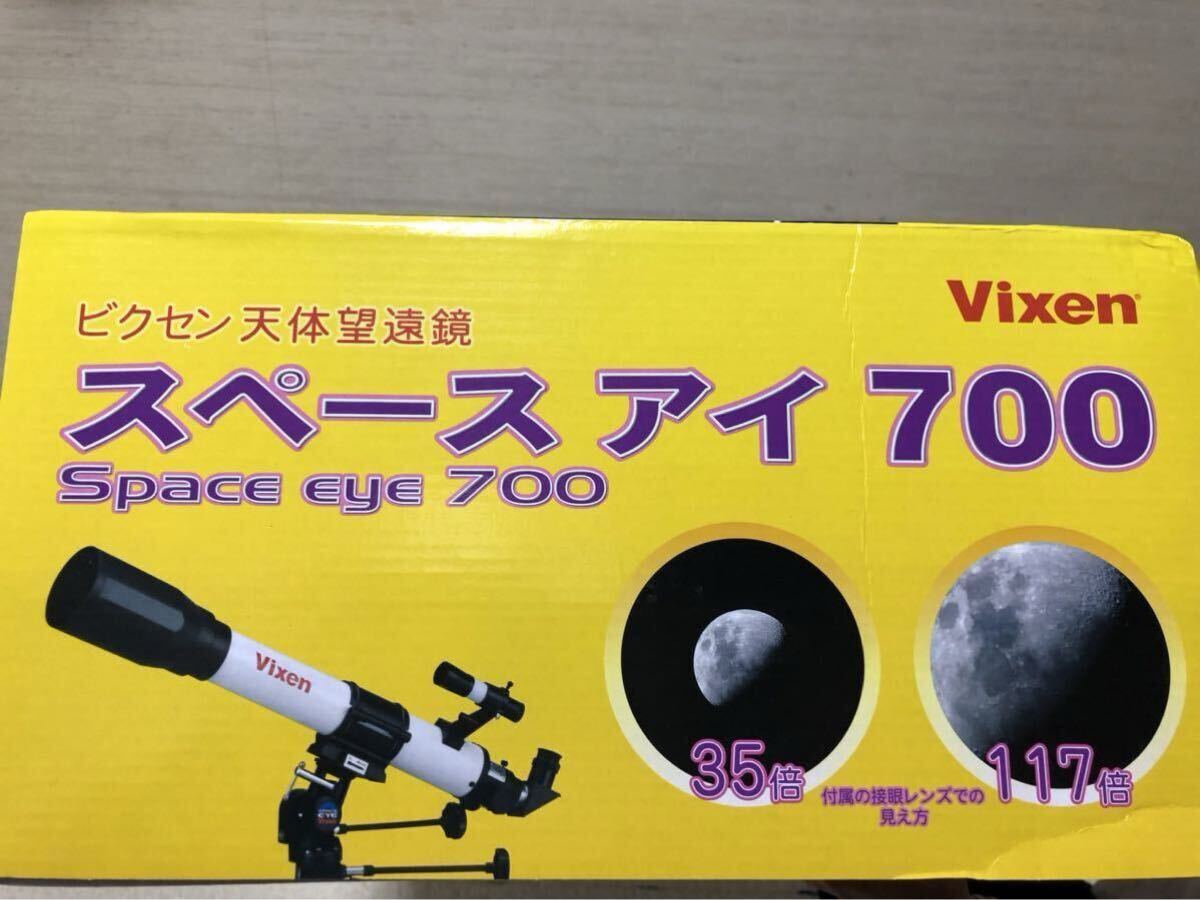 Vixen
ビクセン 天体望遠鏡
スペース アイ 700
Space eye 700
Vixen
35倍
117倍
付属の接眼レンズでの
見え方